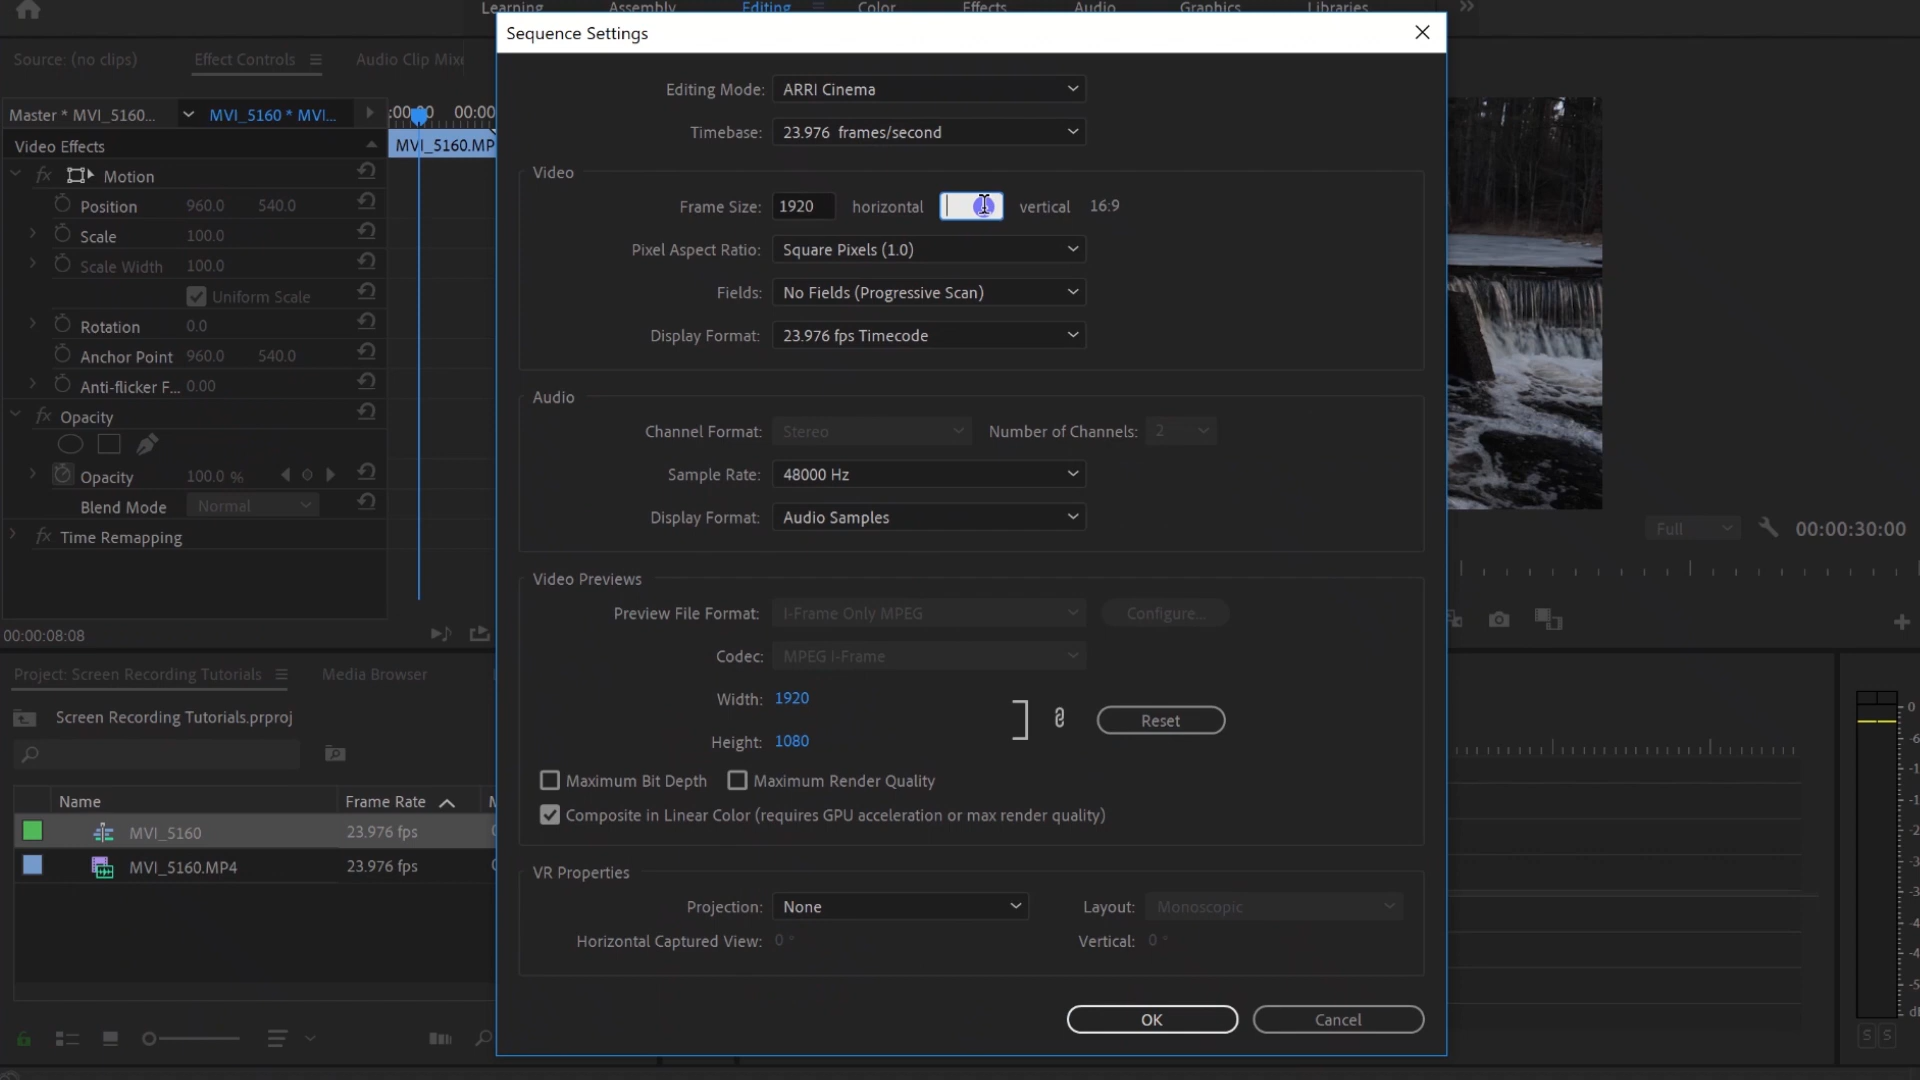 Learning Assembly Editing Color Effects Audio Graphics Libraries
Sequence Settings
Source: (no clips) Effect Controls Audio Clip Mix
Master * MVI_5160... MVI_5160 * MVI... :00:00 00:00
Video Effects MVI_5160.MP
fx Motion
Position 960.0 540.0
Scale 100.0
Scale Width 100.0
Uniform Scale
Rotation 0.0
Anchor Point 960.0 540.0
Anti-flicker F... 0.00
fx Opacity
Opacity 100.0 %
Blend Mode Normal
fx Time Remapping
00:00:08:08
Editing Mode: ARRI Cinema
Timebase: 23.976 frames/second
Video
Frame Size: 1920 horizontal vertical 16:9
Pixel Aspect Ratio: Square Pixels (1.0)
Fields: No Fields (Progressive Scan)
Display Format: 23.976 fps Timecode
Audio
Channel Format: Stereo Number of Channels: 2
Sample Rate: 48000 Hz
Display Format: Audio Samples
Video Previews
Preview File Format: I-Frame Only MPEG Configure...
Codec: MPEG I-Frame
Width: 1920
Height: 1080
Reset
Maximum Bit Depth Maximum Render Quality
Composite in Linear Color (requires GPU acceleration or max render quality)
VR Properties
Projection: None Layout: Monoscopic
Horizontal Captured View: 0 ° Vertical: 0 °
OK Cancel
Full 00:00:30:00
Project: Screen Recording Tutorials Media Browser
Screen Recording Tutorials.prproj
Name Frame Rate
MVI_5160 23.976 fps
MVI_5160.MP4 23.976 fps
0
-6
S S